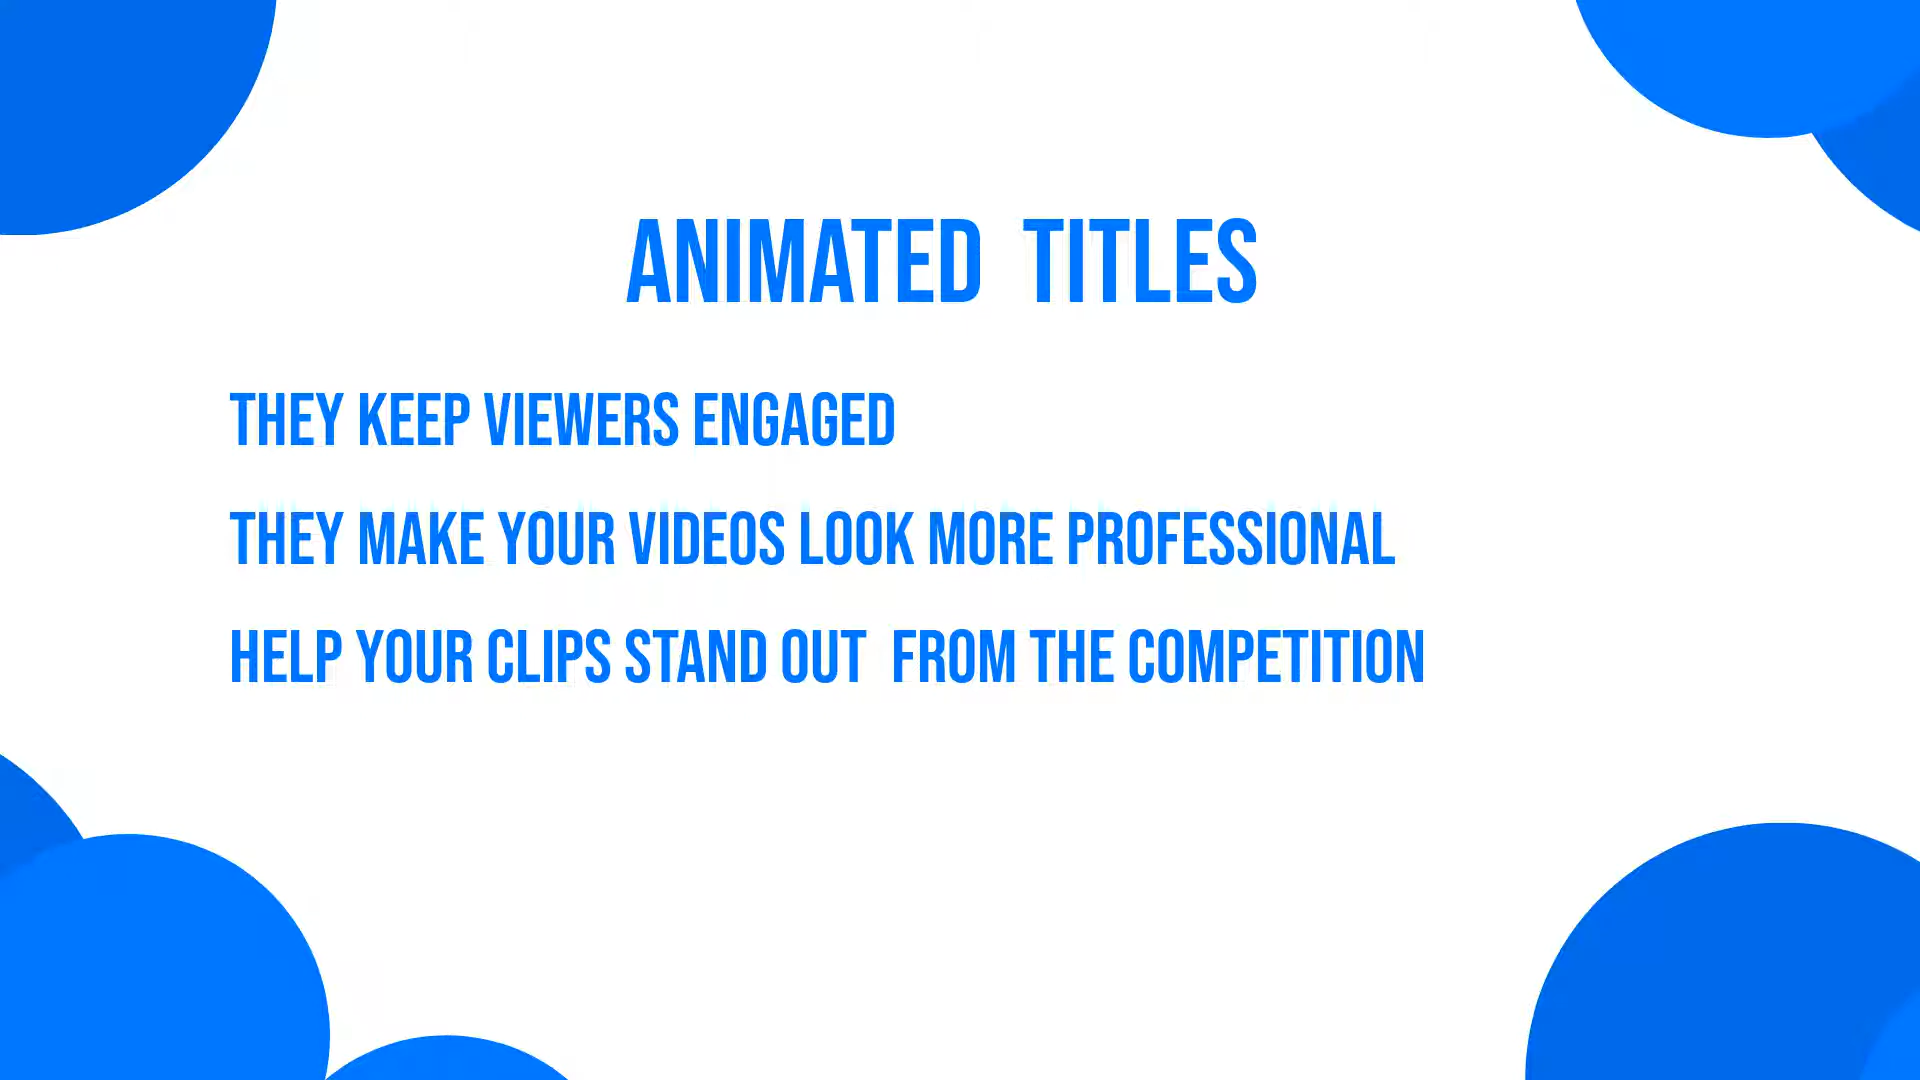 ANIMATED TITLES
THEY KEEP VIEWERS ENGAGED
THEY MAKE YOUR VIDEOS LOOK MORE PROFESSIONAL
HELP YOUR CLIPS STAND OUT FROM THE COMPETITION